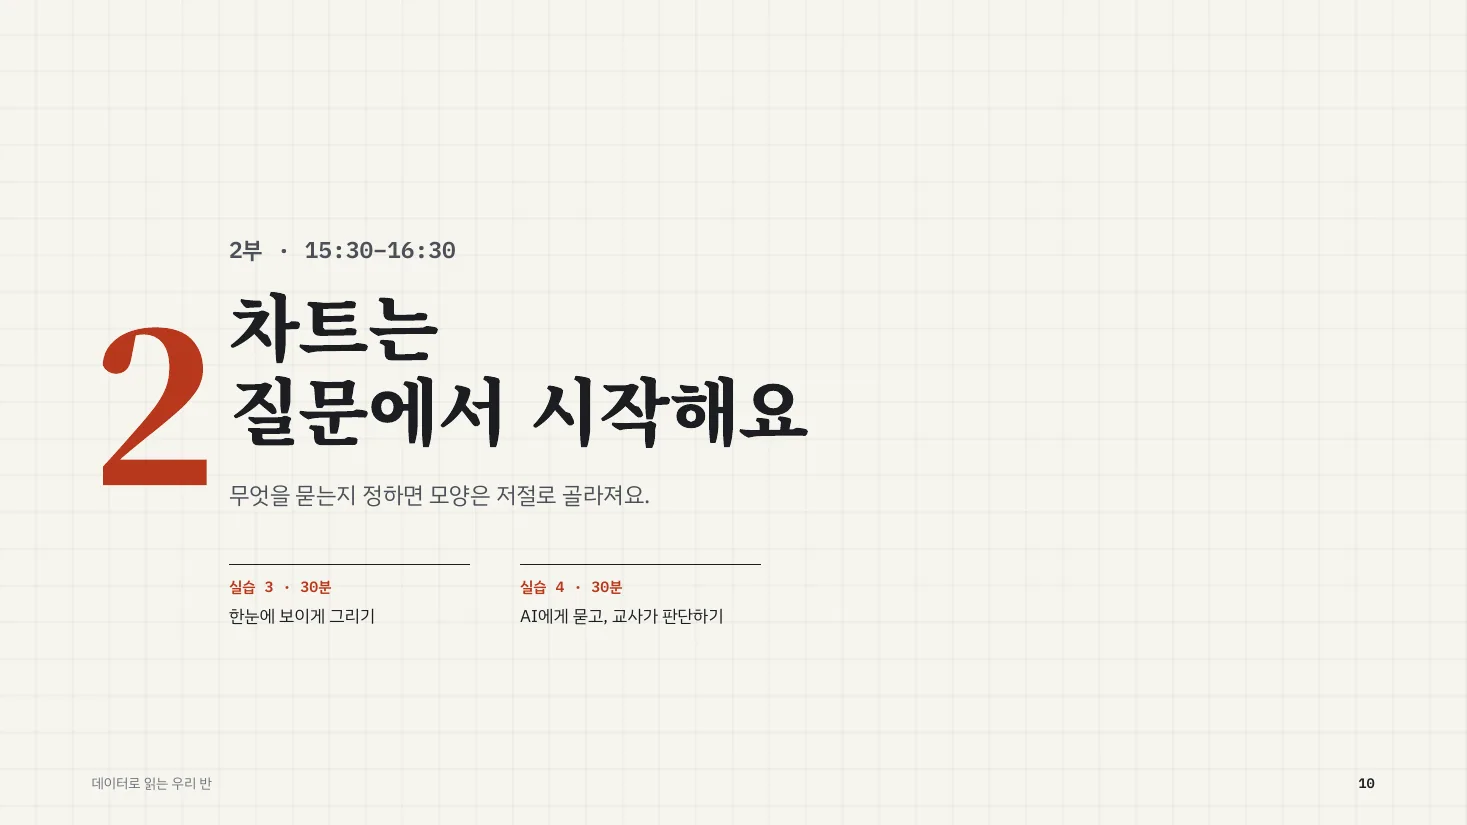 2부 · 15:30–16:30
2
차트는
질문에서 시작해요
무엇을 묻는지 정하면 모양은 저절로 골라져요.
실습 3 · 30분
한눈에 보이게 그리기
실습 4 · 30분
AI에게 묻고, 교사가 판단하기
데이터로 읽는 우리 반
10